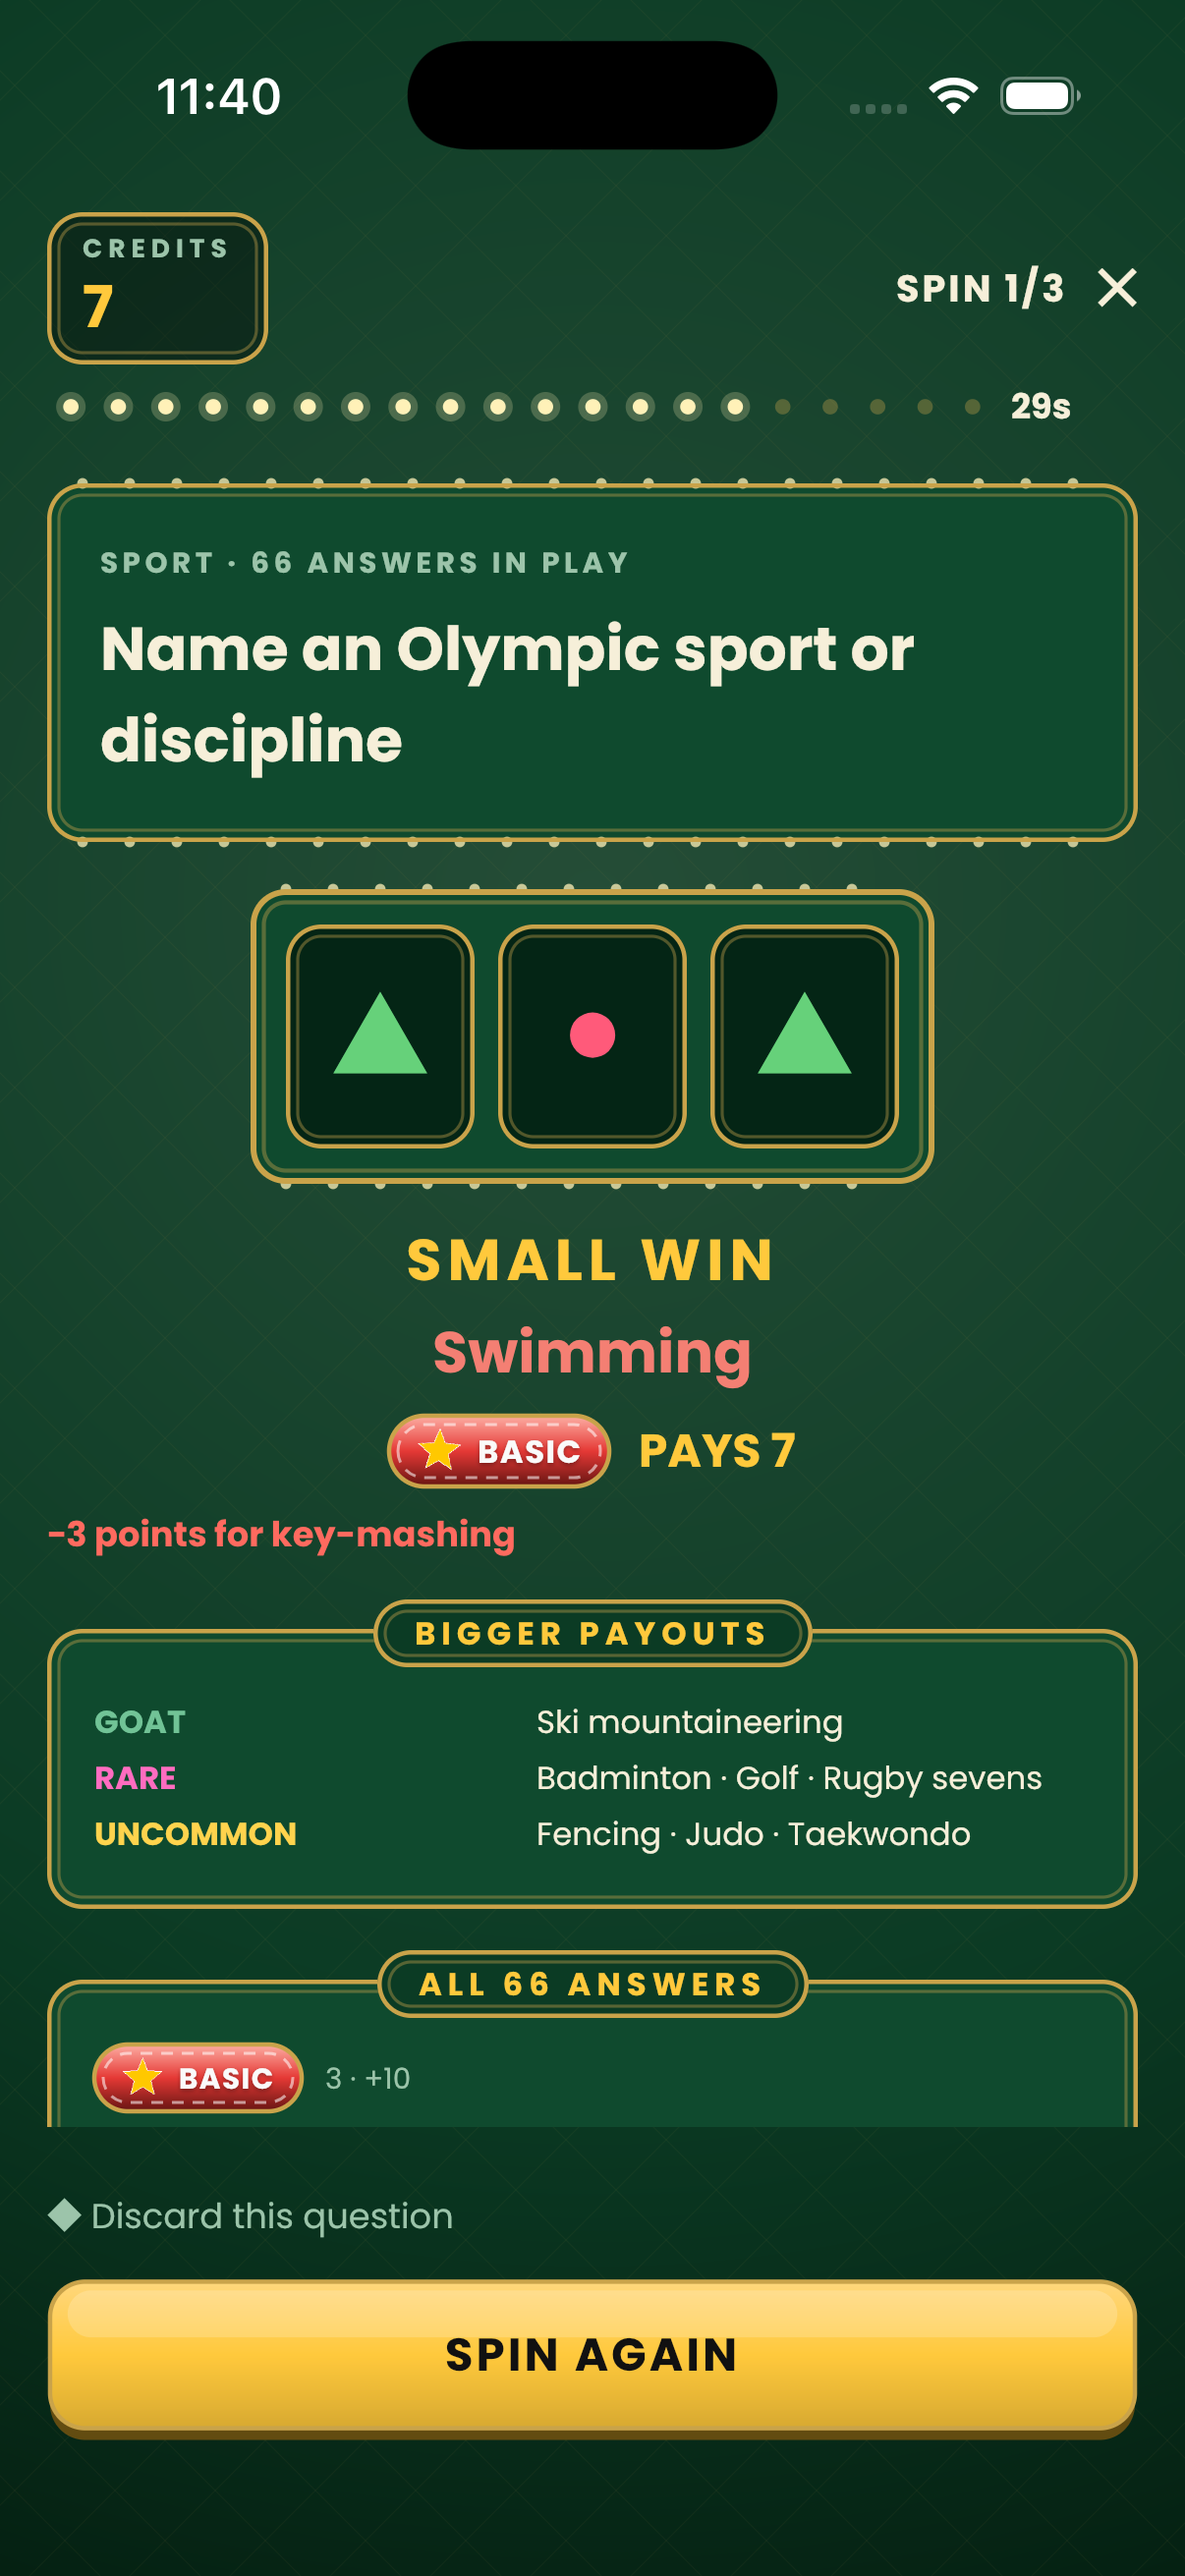 11:40
CREDITS
7
SPIN 1/3
29s
SPORT · 66 ANSWERS IN PLAY
Name an Olympic sport or
discipline
SMALL WIN
Swimming
BASIC PAYS 7
-3 points for key-mashing
BIGGER PAYOUTS
GOAT Ski mountaineering
RARE Badminton · Golf · Rugby sevens
UNCOMMON Fencing · Judo · Taekwondo
ALL 66 ANSWERS
BASIC 3 · +10
Discard this question
SPIN AGAIN